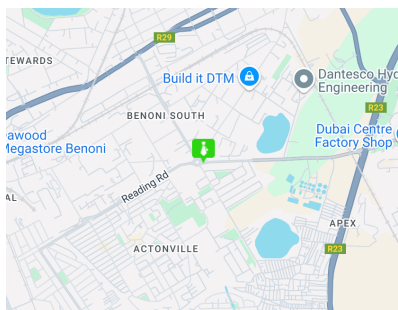 R29
TEWARDS
Build it DTM
Dantesco Hyd
Engineering
R23
BENONI SOUTH
Dubai Centre
Factory Shop
eawood
Megastore Benoni
Reading Rd
AL
APEX
ACTONVILLE
R23